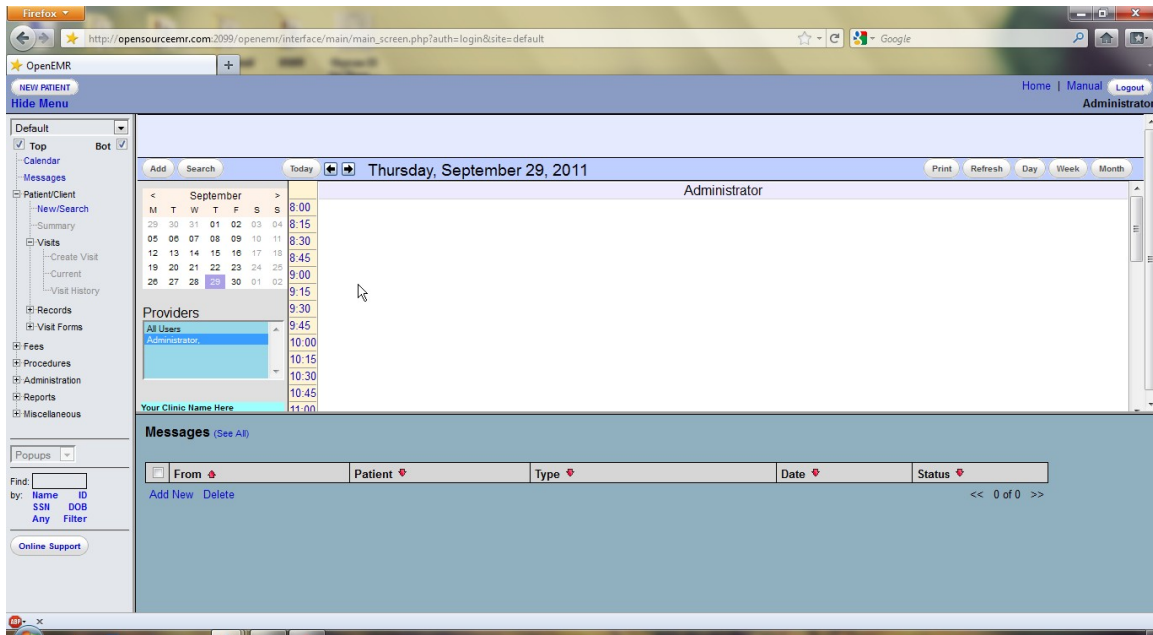 Firefox
http://opensourceemr.com:2099/openemr/interface/main/main_screen.php?auth=login&site=default
Google
OpenEMR
+
NEW PATIENT
Home | Manual Logout
Hide Menu
Administrator
Default
Top Bot
Calendar
Messages
Patient/Client
New/Search
Summary
Visits
Create Visit
Current
Visit History
Records
Visit Forms
Fees
Procedures
Administration
Reports
Miscellaneous
Popups
Find:
by: Name ID
SSN DOB
Any Filter
Online Support
Add Search Today Thursday, September 29, 2011 Print Refresh Day Week Month
< September >
M T W T F S S
29 30 31 01 02 03 04
05 06 07 08 09 10 11
12 13 14 15 16 17 18
19 20 21 22 23 24 25
26 27 28 29 30 01 02
Providers
All Users
Administrator,
Your Clinic Name Here
Administrator
8:00
8:15
8:30
8:45
9:00
9:15
9:30
9:45
10:00
10:15
10:30
10:45
11:00
Messages (See All)
From Patient Type Date Status
Add New Delete << 0 of 0 >>
ABP x